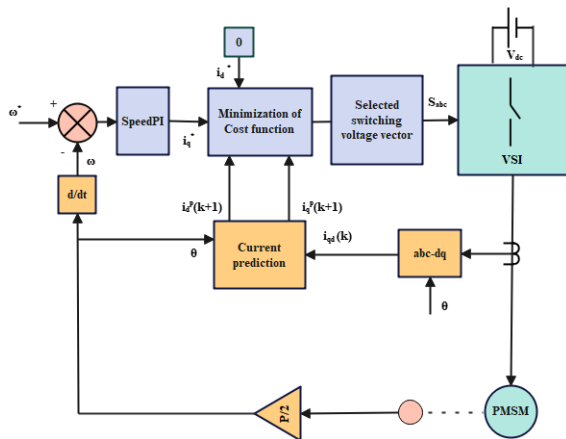 0
V_dc
i_d*
ω*
+
SpeedPI
i_q*
Minimization of
Cost function
Selected
switching
voltage vector
S_abc
VSI
-
ω
d/dt
i_d^p(k+1)
i_q^p(k+1)
θ
Current
prediction
i_qd(k)
abc-dq
θ
P/2
PMSM